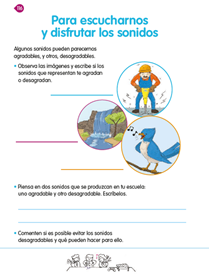 136
Para escucharnos
y disfrutar los sonidos
Algunos sonidos pueden parecernos
agradables, y otros, desagradables.
• Observa las imágenes y escribe si los
sonidos que representan te agradan
o desagradan.
• Piensa en dos sonidos que se produzcan en tu escuela:
uno agradable y otro desagradable. Escríbelos.
• Comenten si es posible evitar los sonidos
desagradables y qué pueden hacer para ello.